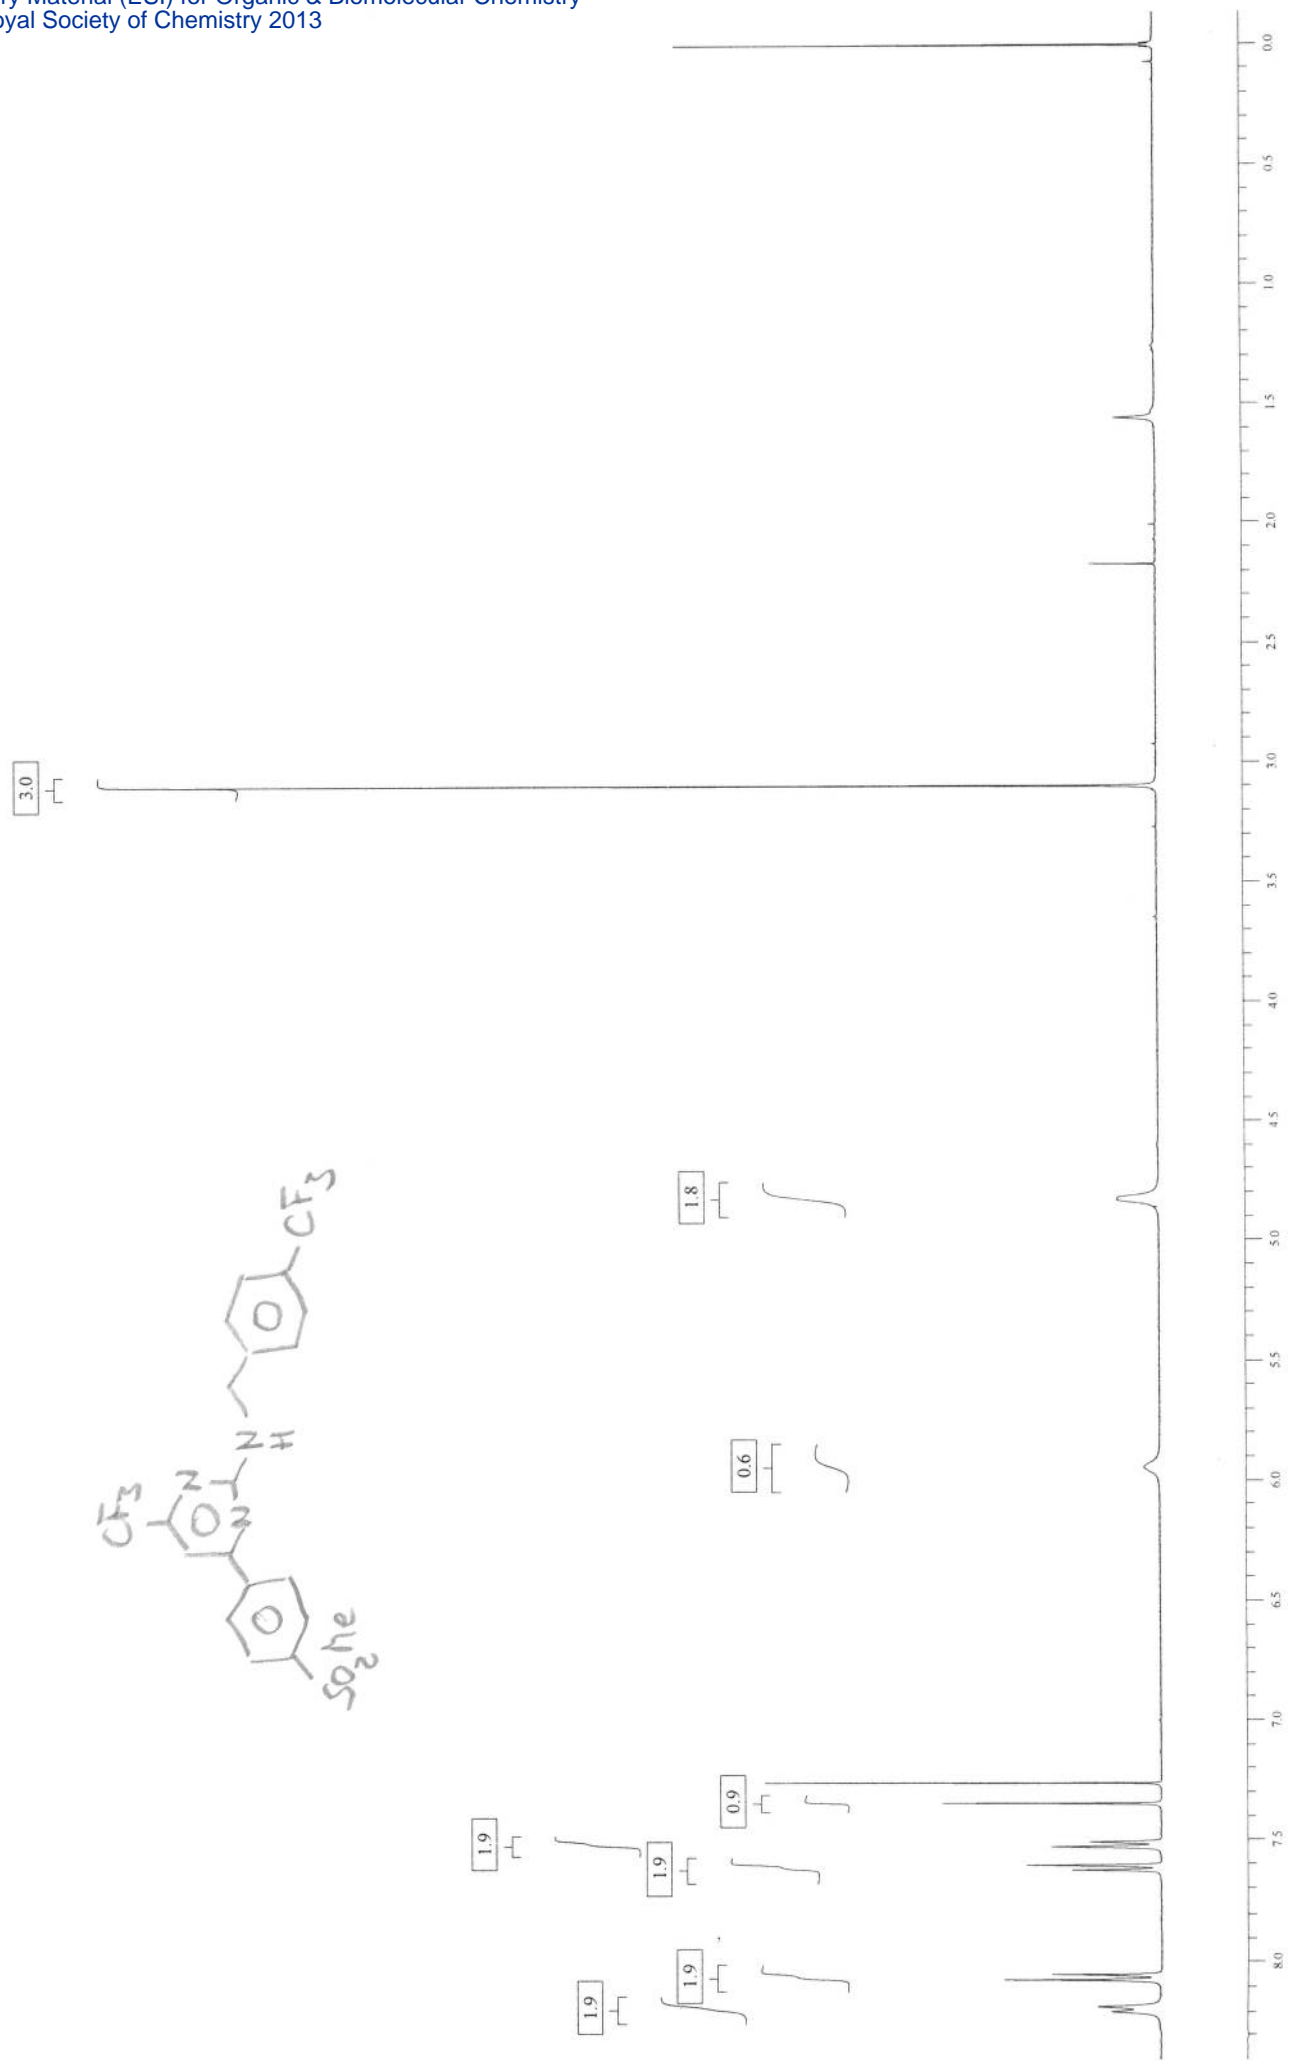 ry Material (ESI) for Organic & Biomolecular Chemistry
oyal Society of Chemistry 2013
3.0
1.8
0.6
0.9
1.9
1.9
1.9
1.9
CF3
N
N
N
H
CF3
SO2Me
0.0
0.5
1.0
1.5
2.0
2.5
3.0
3.5
4.0
4.5
5.0
5.5
6.0
6.5
7.0
7.5
8.0